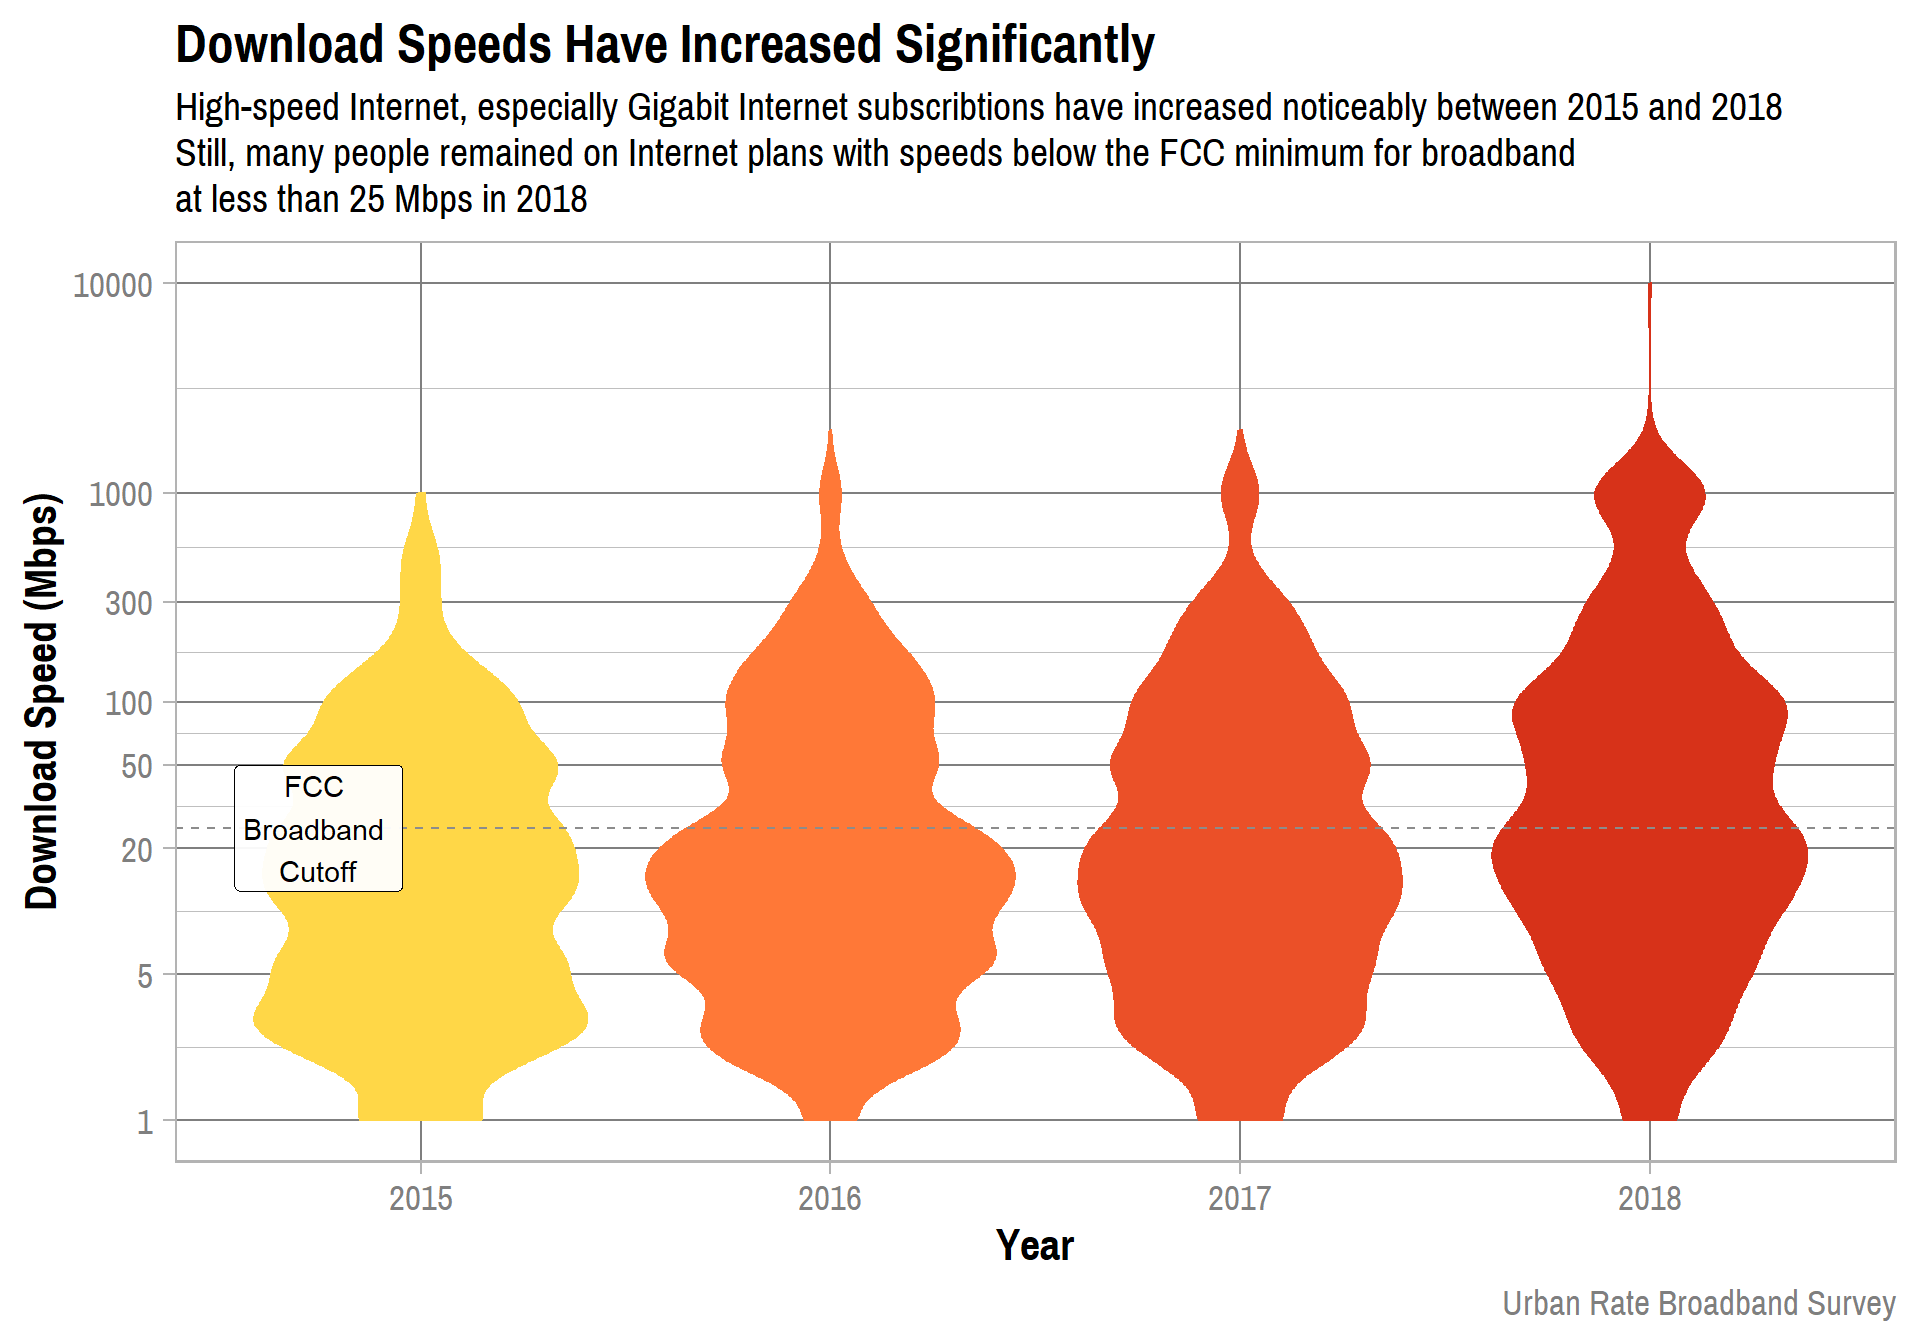 Download Speeds Have Increased Significantly
High-speed Internet, especially Gigabit Internet subscribtions have increased noticeably between 2015 and 2018
Still, many people remained on Internet plans with speeds below the FCC minimum for broadband
at less than 25 Mbps in 2018
Download Speed (Mbps)
10000
1000
300
100
50
20
5
1
FCC
Broadband
Cutoff
2015
2016
2017
2018
Year
Urban Rate Broadband Survey